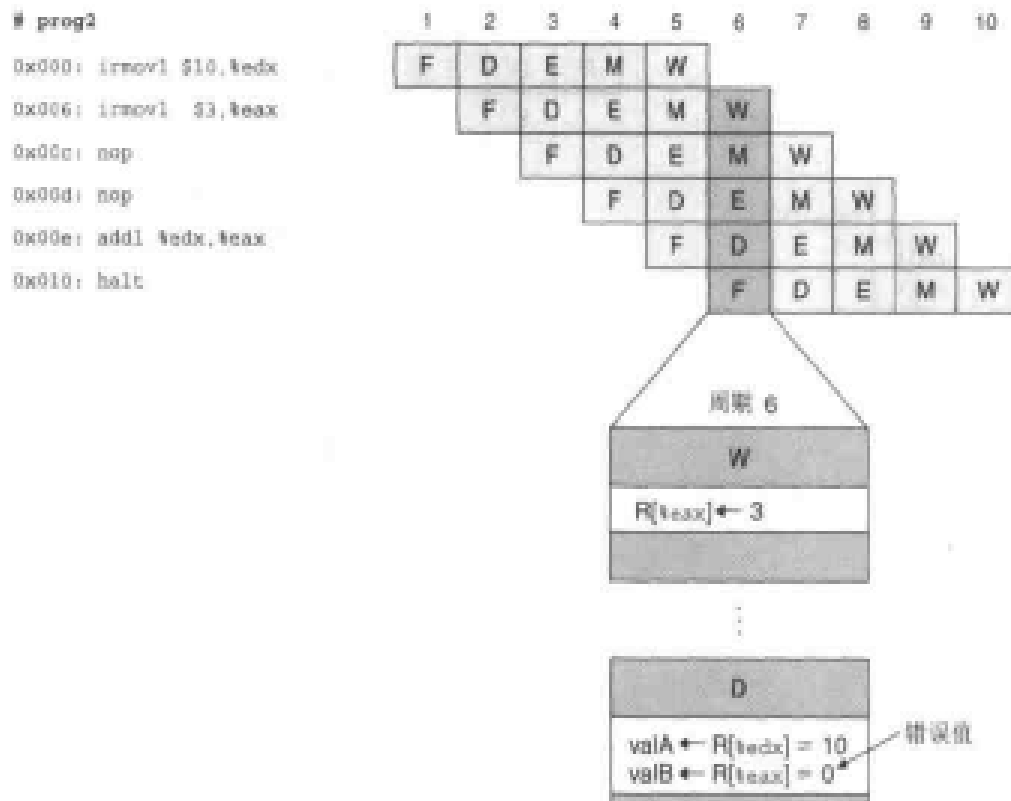 # prog2
1 2 3 4 5 6 7 8 9 10
0x000: irmovl $10,%edx F D E M W
0x006: irmovl $3,%eax F D E M W
0x00c: nop F D E M W
0x00d: nop F D E M W
0x00e: addl %edx,%eax F D E M W
0x010: halt F D E M W
周期 6
W
R[%eax] ← 3
D
valA ← R[%edx] = 10
valB ← R[%eax] = 0
错误值